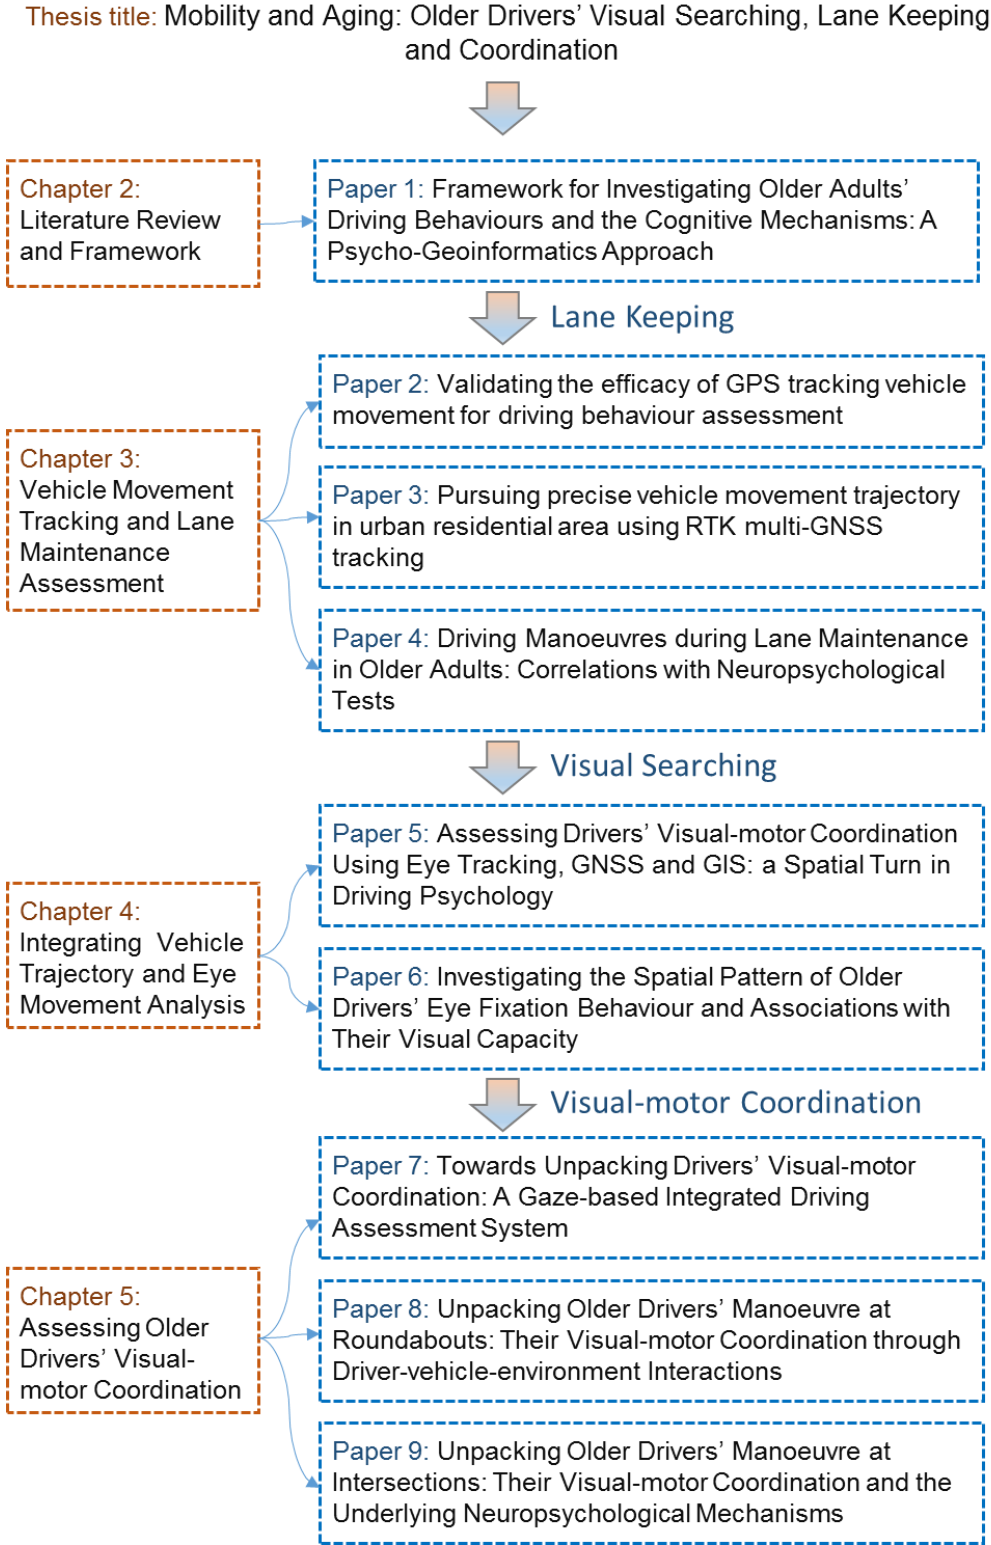 Thesis title: Mobility and Aging: Older Drivers’ Visual Searching, Lane Keeping
and Coordination
Chapter 2:
Literature Review
and Framework
Paper 1: Framework for Investigating Older Adults’
Driving Behaviours and the Cognitive Mechanisms: A
Psycho-Geoinformatics Approach
Lane Keeping
Chapter 3:
Vehicle Movement
Tracking and Lane
Maintenance
Assessment
Paper 2: Validating the efficacy of GPS tracking vehicle
movement for driving behaviour assessment
Paper 3: Pursuing precise vehicle movement trajectory
in urban residential area using RTK multi-GNSS
tracking
Paper 4: Driving Manoeuvres during Lane Maintenance
in Older Adults: Correlations with Neuropsychological
Tests
Visual Searching
Chapter 4:
Integrating Vehicle
Trajectory and Eye
Movement Analysis
Paper 5: Assessing Drivers’ Visual-motor Coordination
Using Eye Tracking, GNSS and GIS: a Spatial Turn in
Driving Psychology
Paper 6: Investigating the Spatial Pattern of Older
Drivers’ Eye Fixation Behaviour and Associations with
Their Visual Capacity
Visual-motor Coordination
Chapter 5:
Assessing Older
Drivers’ Visual-
motor Coordination
Paper 7: Towards Unpacking Drivers’ Visual-motor
Coordination: A Gaze-based Integrated Driving
Assessment System
Paper 8: Unpacking Older Drivers’ Manoeuvre at
Roundabouts: Their Visual-motor Coordination through
Driver-vehicle-environment Interactions
Paper 9: Unpacking Older Drivers’ Manoeuvre at
Intersections: Their Visual-motor Coordination and the
Underlying Neuropsychological Mechanisms